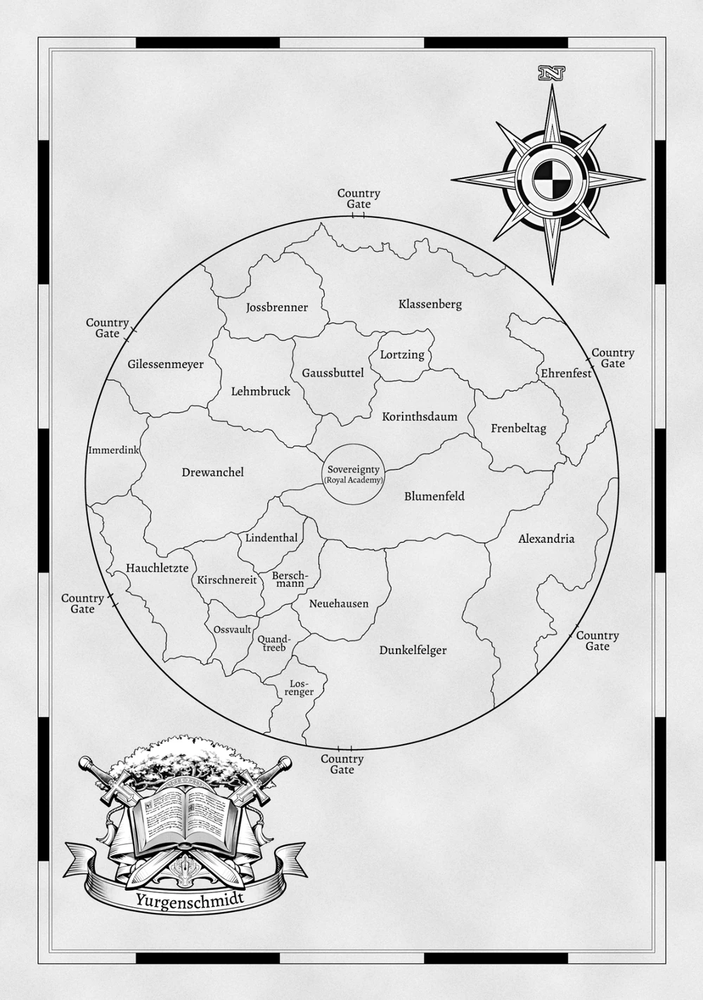 N
Country
Gate
Jossbrenner
Klassenberg
Country
Gate
Gilessenmeyer
Lortzing
Country
Gate
Gaussbuttel
Ehrenfest
Lehmbruck
Korinthsdaum
Frenbeltag
Immerdink
Drewanchel
Sovereignty
(Royal Academy)
Blumenfeld
Lindenthal
Alexandria
Hauchletzte
Kirschnereit
Bersch-
mann
Country
Gate
Neuehausen
Ossvault
Quand-
treeb
Dunkelfelger
Country
Gate
Los-
renger
Country
Gate
Yurgenschmidt